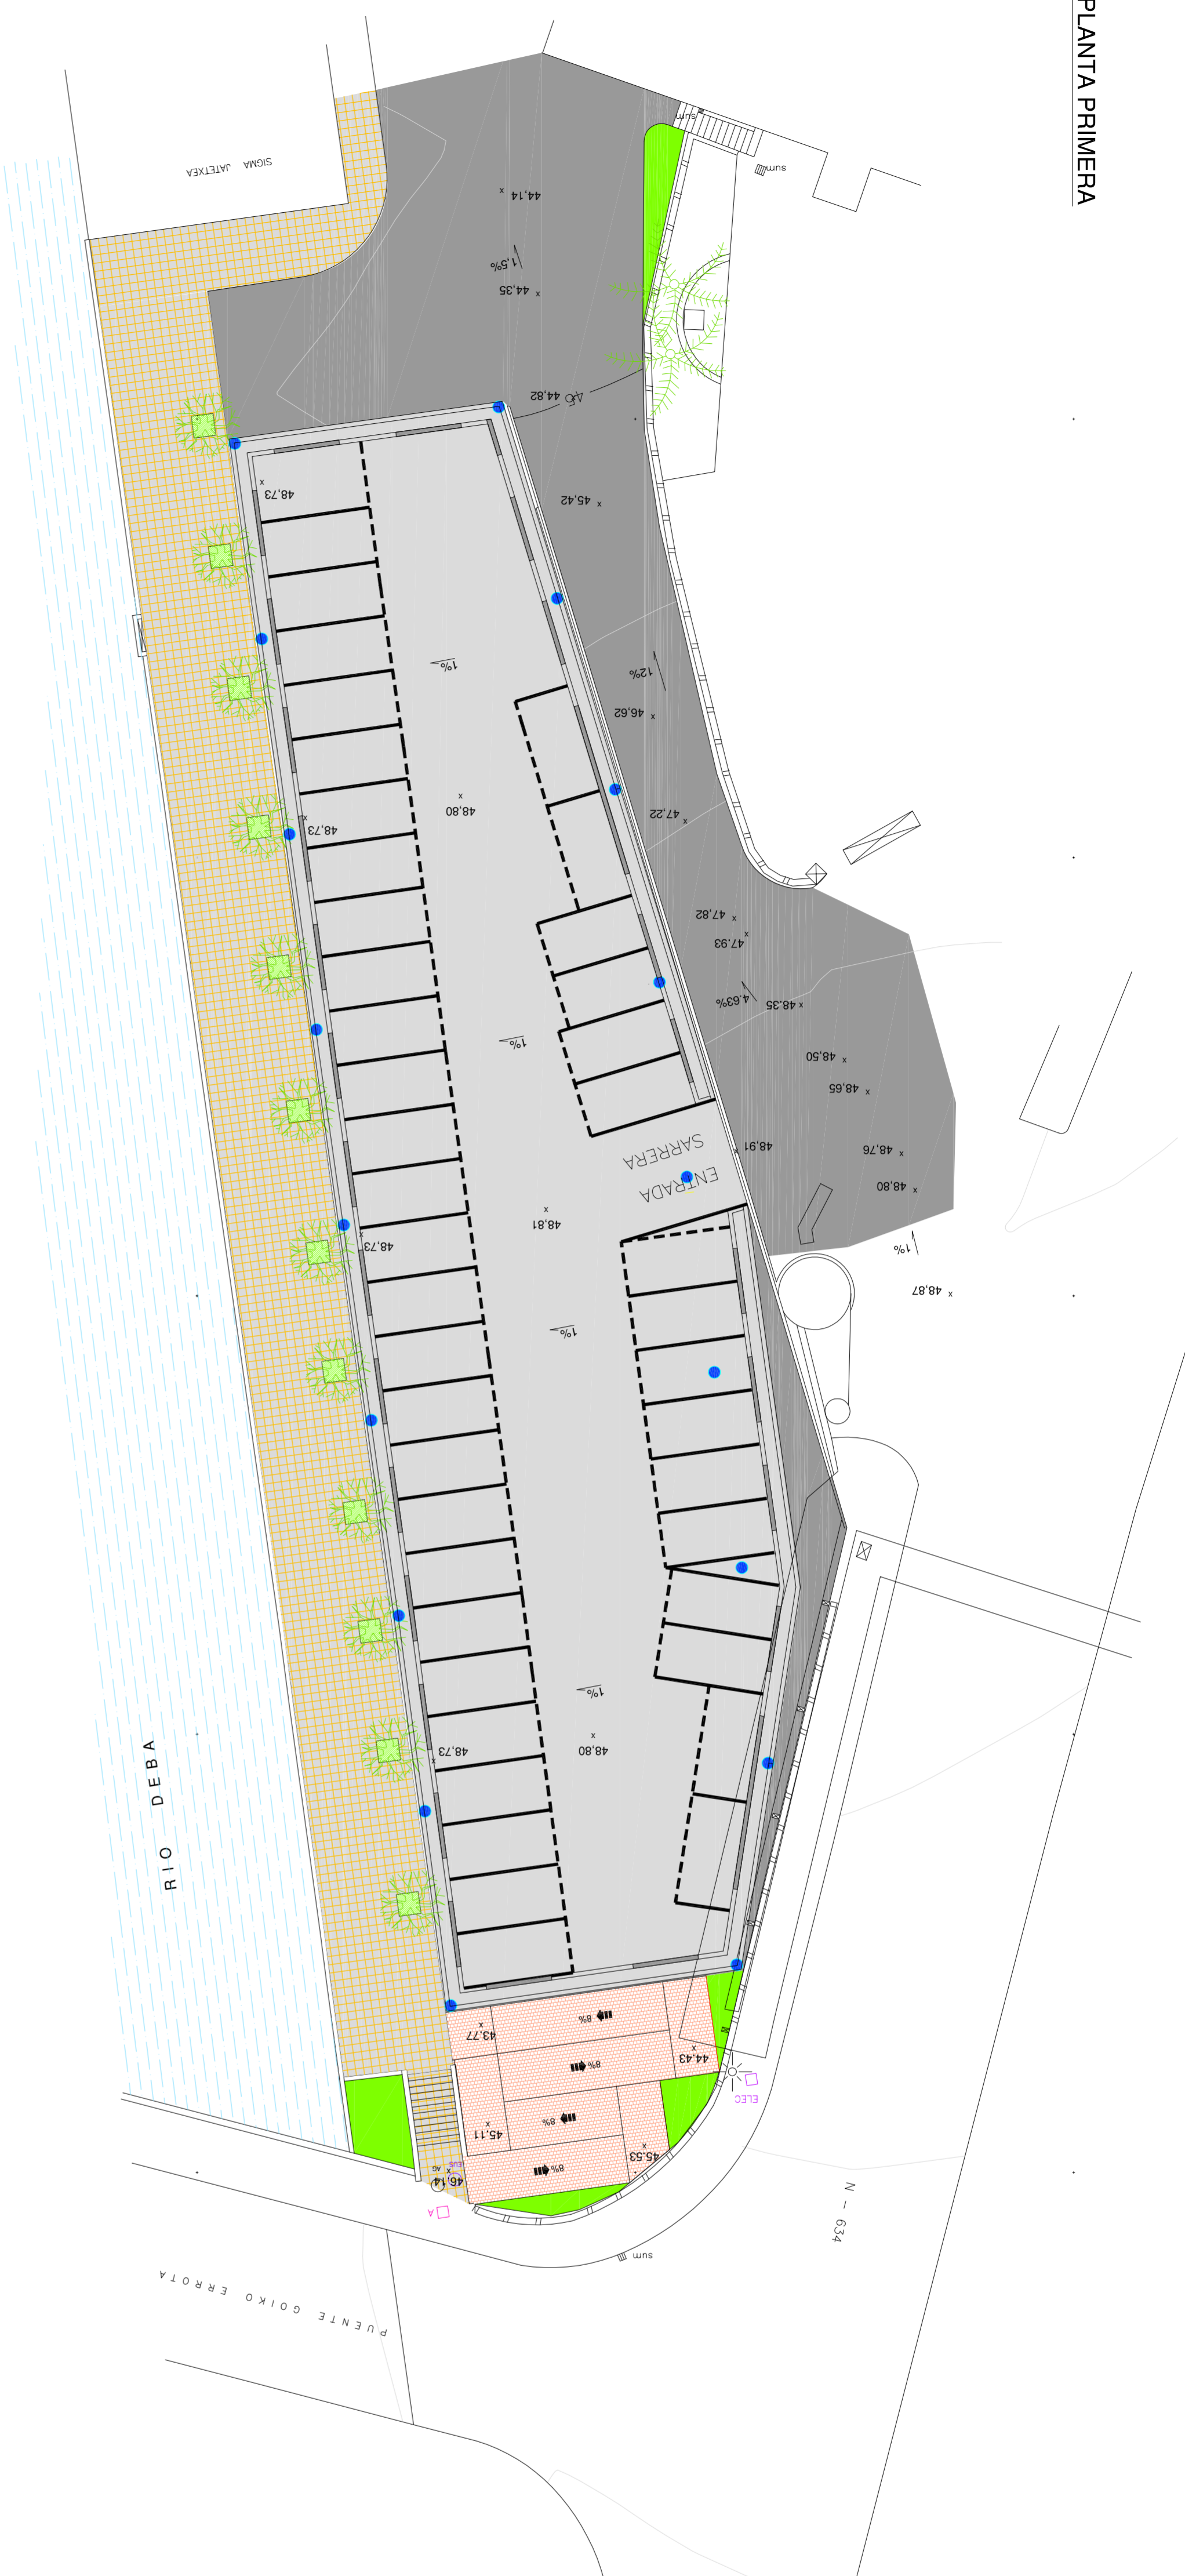 PLANTA PRIMERA
SIGMA JATETXEA
sum
sum
44,14
1,5%
44,35
44,82
45,42
48,73
12%
1%
46,62
48,80
47,22
48,73
47,82
47.93
4.63%
48.35
1%
48,50
48,65
SARRERA
48,91
48,76
ENTRADA
48,80
48,81
48,73
1%
48,87
1%
1%
48,80
48,73
RIO DEBA
8%
43,77
8%
44,43
ELEC
8%
45,11
45,53
8%
EUS
AG
46,14
A
N - 634
sum
PUENTE GOIKO ERROTA